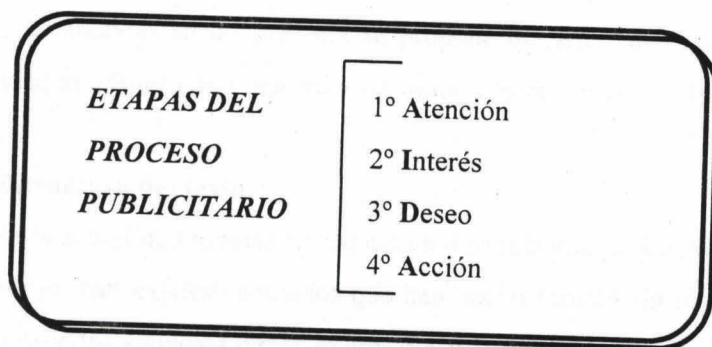 ETAPAS DEL
PROCESO
PUBLICITARIO
1º Atención
2º Interés
3º Deseo
4º Acción